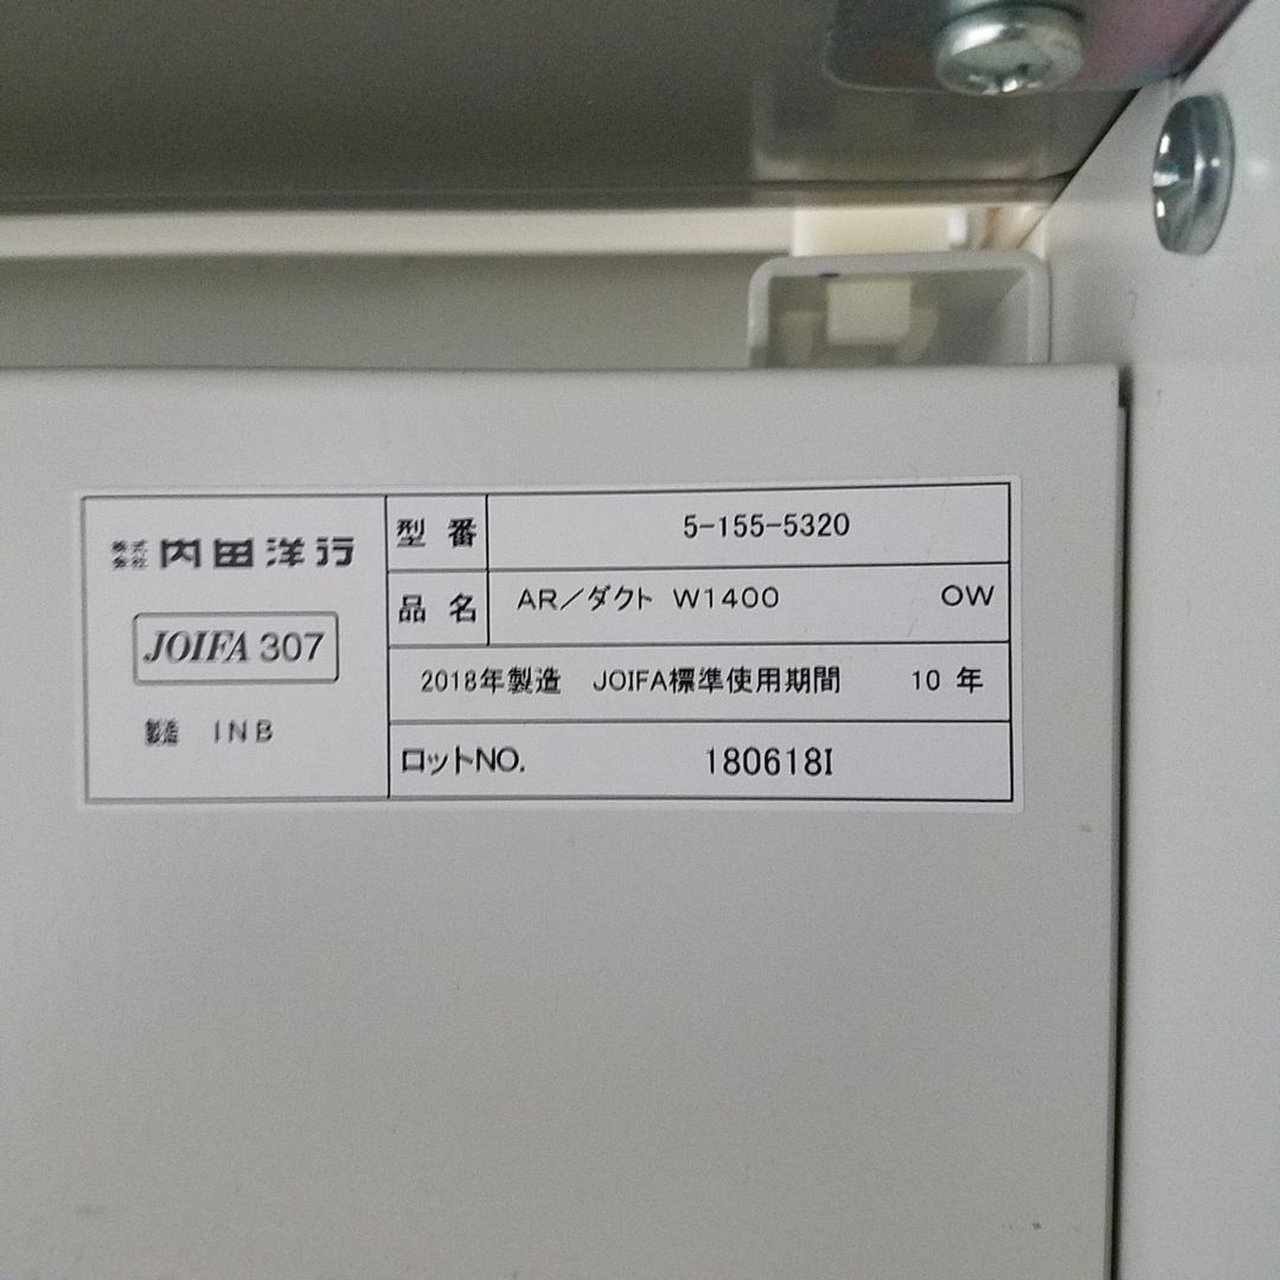 株式会社 内田洋行
JOIFA 307
製造 INB
型番 5-155-5320
品名 AR／ダクト W1400 OW
2018年製造 JOIFA標準使用期間 10年
ロットNO. 180618I